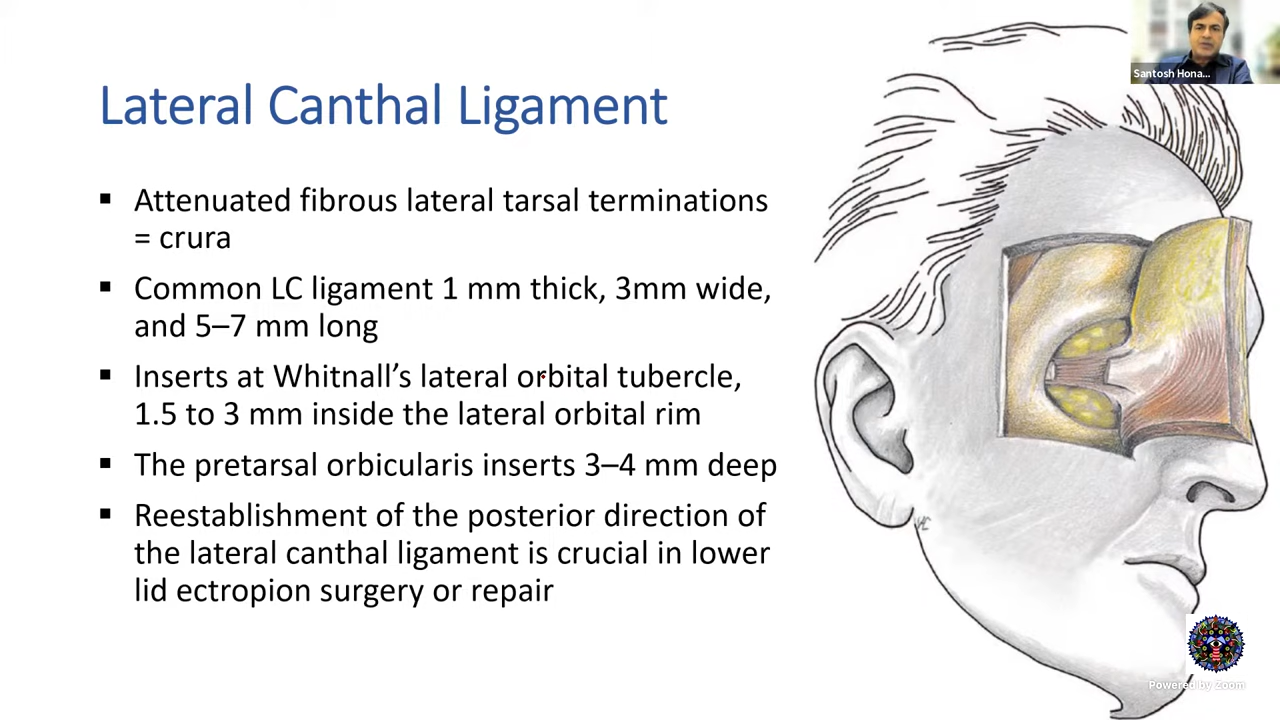 Santosh Hona...
Lateral Canthal Ligament
▪ Attenuated fibrous lateral tarsal terminations
= crura
▪ Common LC ligament 1 mm thick, 3mm wide,
and 5–7 mm long
▪ Inserts at Whitnall’s lateral orbital tubercle,
1.5 to 3 mm inside the lateral orbital rim
▪ The pretarsal orbicularis inserts 3–4 mm deep
▪ Reestablishment of the posterior direction of
the lateral canthal ligament is crucial in lower
lid ectropion surgery or repair
Powered by Zoom